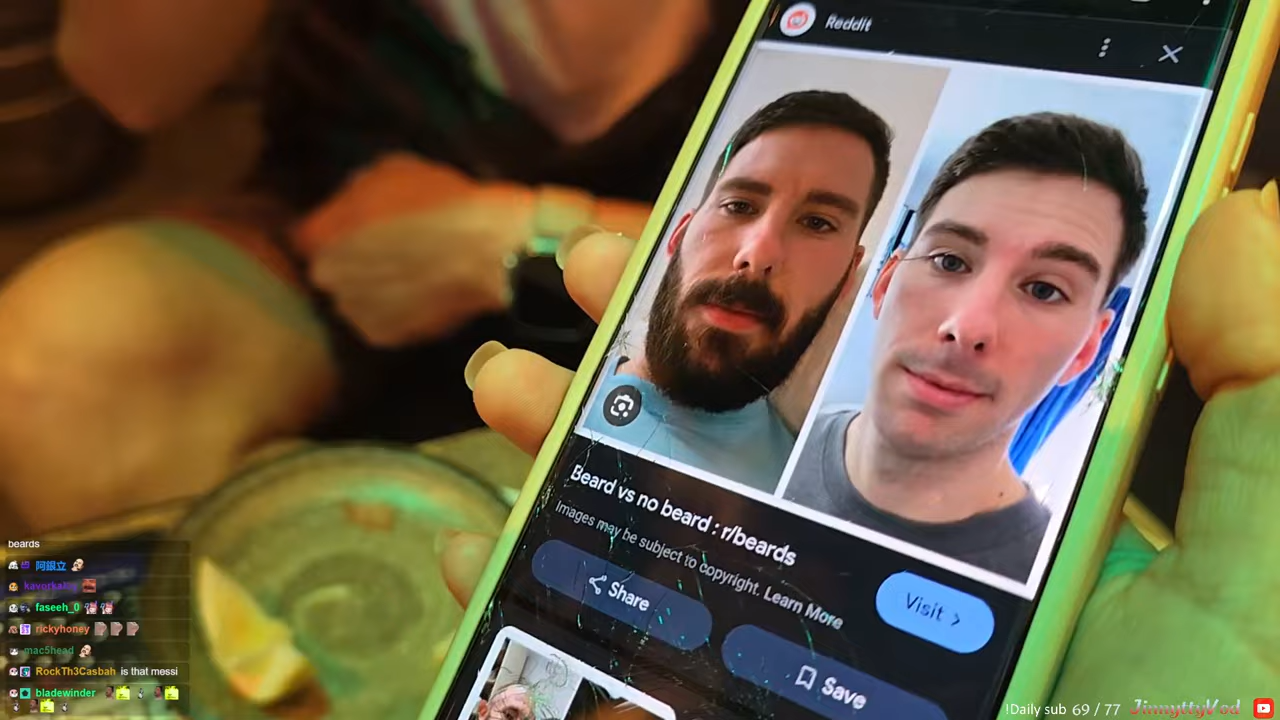 Reddit
Beard vs no beard : r/beards
Images may be subject to copyright. Learn More
Share
Visit >
Save
beards
阿銀立
faseeh_0
rickyhoney
mac5head
RockTh3Casbah is that messi
bladewinder
!Daily sub 69 / 77 JinnyttyVod